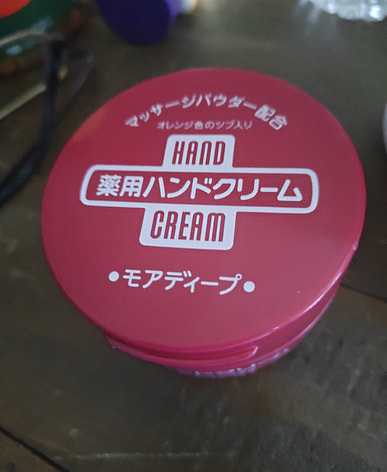 マッサージパウダー配合
オレンジ色のツブ入り
HAND
薬用ハンドクリーム
CREAM
•モアディープ•